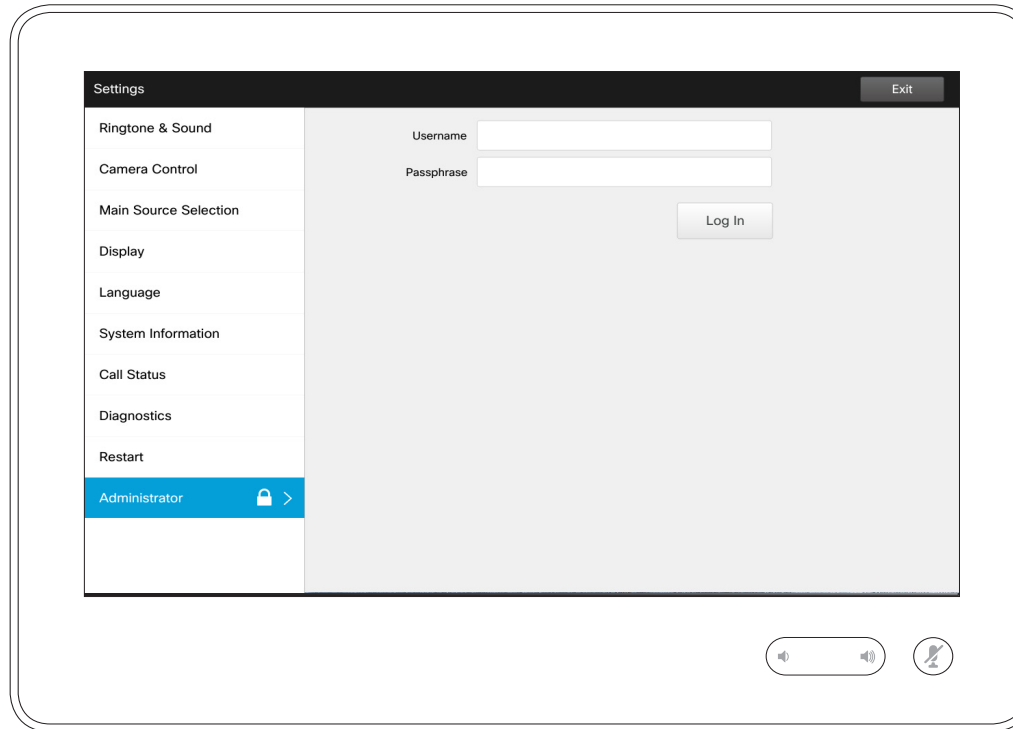 Settings
Exit
Ringtone & Sound
Camera Control
Main Source Selection
Display
Language
System Information
Call Status
Diagnostics
Restart
Administrator
Username
Passphrase
Log In